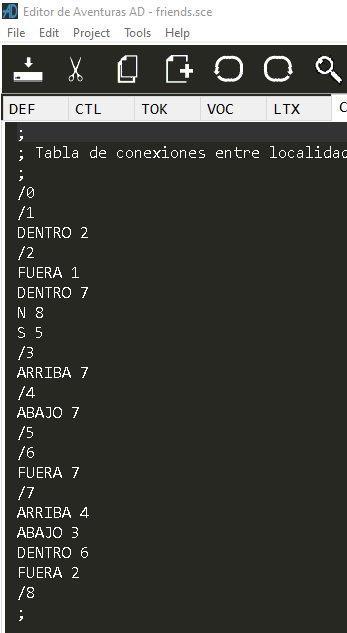 AD Editor de Aventuras AD - friends.sce
File Edit Project Tools Help
DEF CTL TOK VOC LTX C
;
; Tabla de conexiones entre localidad
;
/0
/1
DENTRO 2
/2
FUERA 1
DENTRO 7
N 8
S 5
/3
ARRIBA 7
/4
ABAJO 7
/5
/6
FUERA 7
/7
ARRIBA 4
ABAJO 3
DENTRO 6
FUERA 2
/8
;